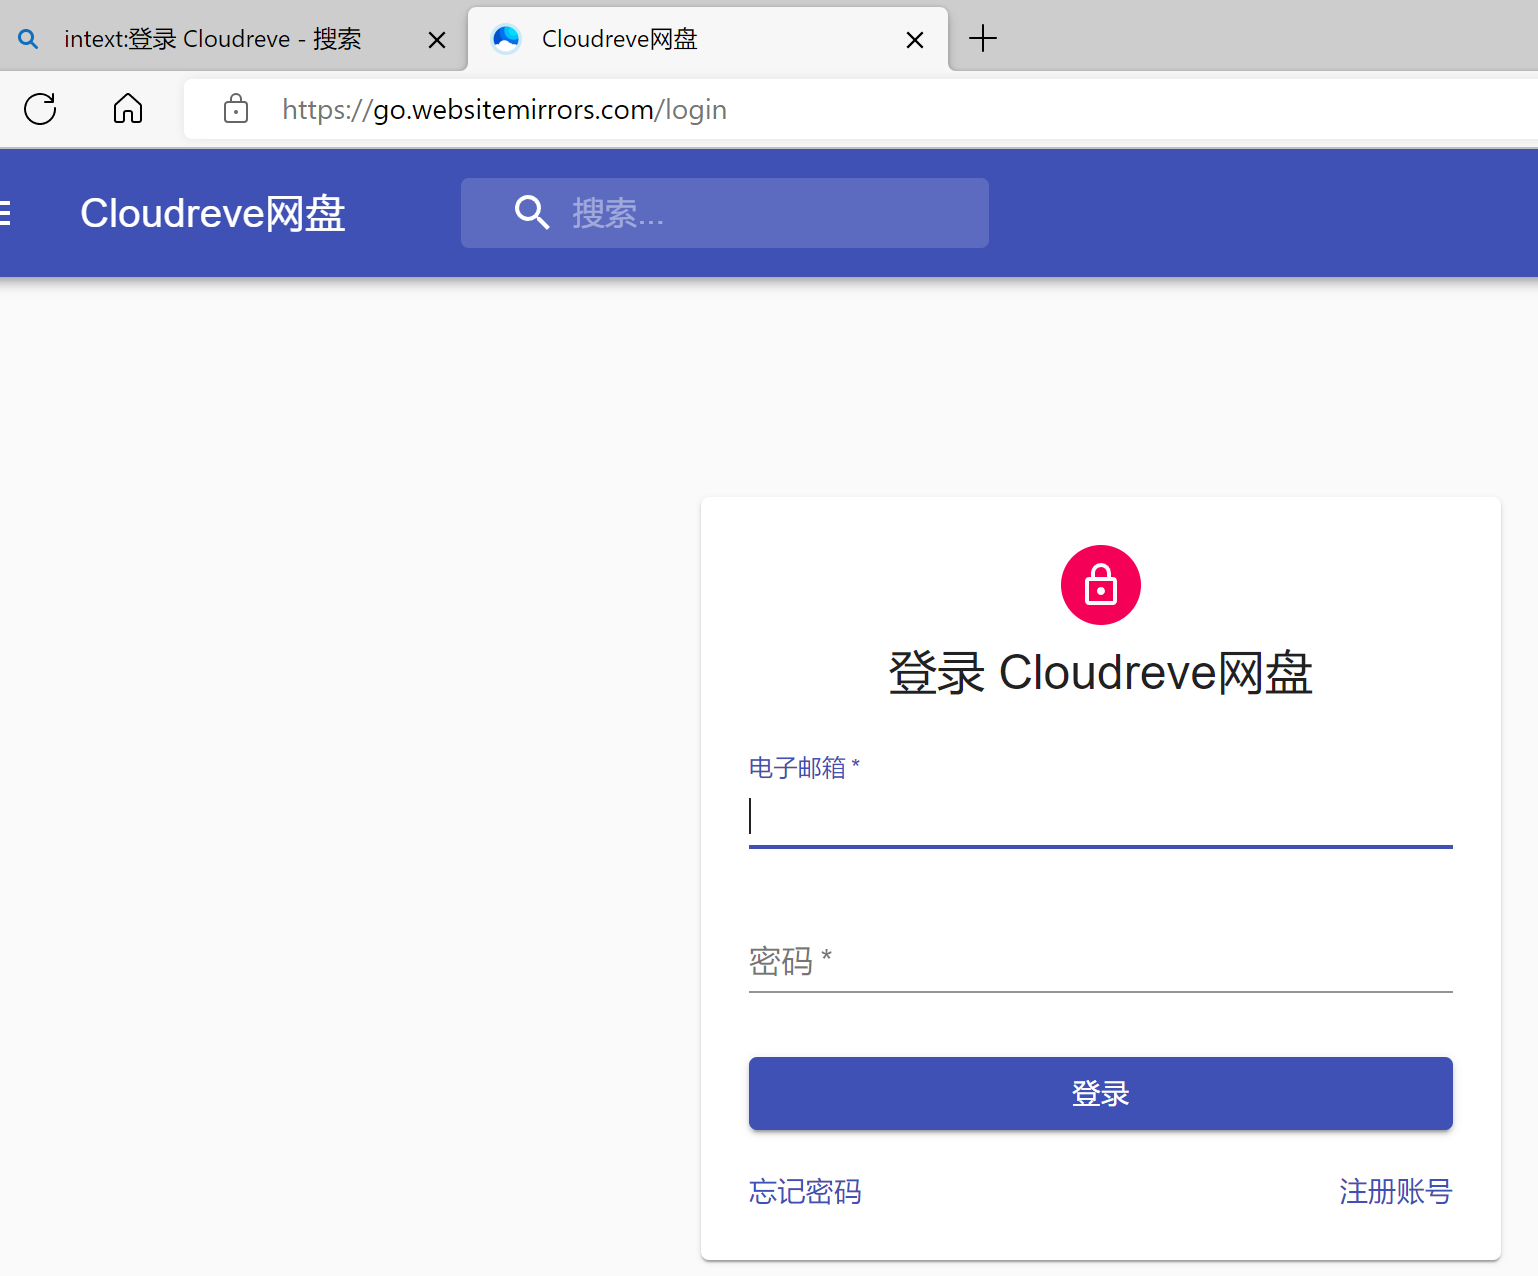 intext:登录 Cloudreve - 搜索
Cloudreve网盘
https://go.websitemirrors.com/login
Cloudreve网盘
搜索...
登录 Cloudreve网盘
电子邮箱 *
密码 *
登录
忘记密码
注册账号